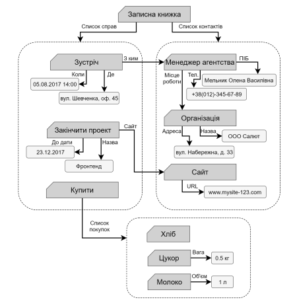 Записна книжка
Список справ
Список контактів
Зустріч
З ким
Менеджер агентства
ПІБ
Коли
Де
Місце
роботи
Тел.
Мельник Олена Василівна
05.08.2017 14:00
+38(012)-345-67-89
вул. Шевченка, оф. 45
Організація
Закінчити проект
Сайт
Адреса
Назва
ООО Салют
До дати
Назва
23.12.2017
вул. Набережна, д. 33
Фронтенд
Сайт
Купити
URL
www.mysite-123.com
Список
покупок
Хліб
Цукор
Вага
0.5 кг
Молоко
Об'єм
1 л